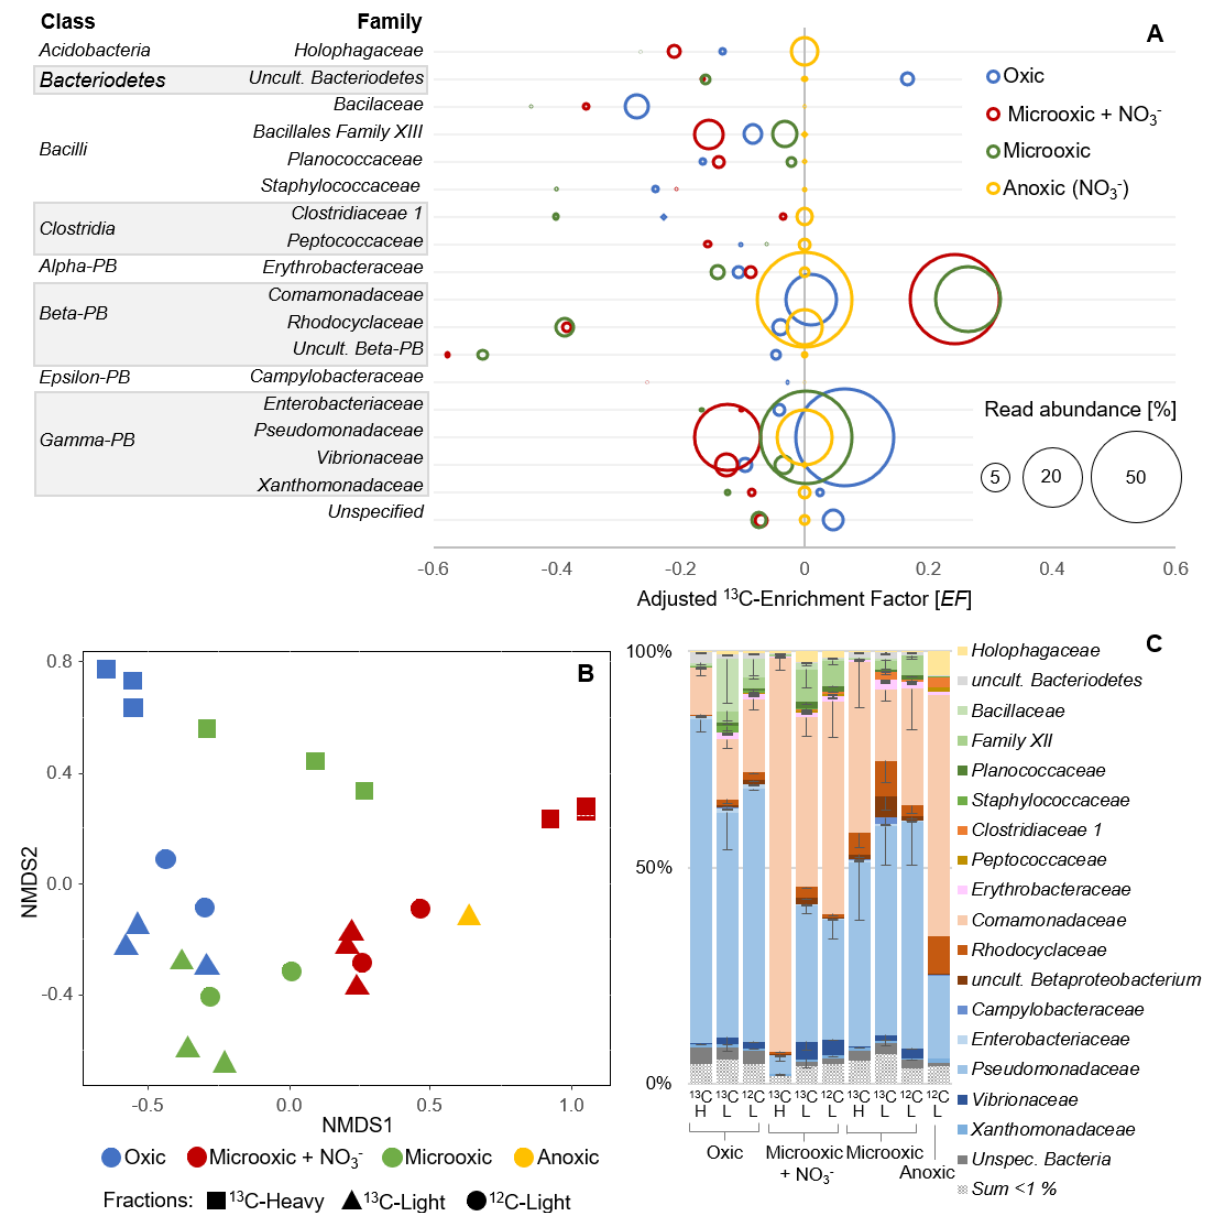 Class Family
A
Acidobacteria Holophagaceae
Bacteriodetes Uncult. Bacteriodetes
Bacilli
Bacilaceae
Bacillales Family XIII
Planococcaceae
Staphylococcaceae
Clostridia
Clostridiaceae 1
Peptococcaceae
Alpha-PB Erythrobacteraceae
Beta-PB
Comamonadaceae
Rhodocyclaceae
Uncult. Beta-PB
Epsilon-PB Campylobacteraceae
Gamma-PB
Enterobacteriaceae
Pseudomonadaceae
Vibrionaceae
Xanthomonadaceae
Unspecified
Oxic
Microoxic + NO₃⁻
Microoxic
Anoxic (NO₃⁻)
Read abundance [%]
5 20 50
-0.6 -0.4 -0.2 0 0.2 0.4 0.6
Adjusted ¹³C-Enrichment Factor [EF]
B
NMDS2
0.8
0.4
0.0
-0.4
-0.5 0.0 0.5 1.0
NMDS1
Oxic Microoxic + NO₃⁻ Microoxic Anoxic
Fractions: ¹³C-Heavy ¹³C-Light ¹²C-Light
C
100%
50%
0%
¹³C ¹³C ¹²C ¹³C ¹³C ¹²C ¹³C ¹³C ¹²C ¹²C
H L L H L L H L L L
Oxic
Microoxic
+ NO₃⁻
Microoxic
Anoxic
Holophagaceae
uncult. Bacteriodetes
Bacillaceae
Family XII
Planococcaceae
Staphylococcaceae
Clostridiaceae 1
Peptococcaceae
Erythrobacteraceae
Comamonadaceae
Rhodocyclaceae
uncult. Betaproteobacterium
Campylobacteraceae
Enterobacteriaceae
Pseudomonadaceae
Vibrionaceae
Xanthomonadaceae
Unspec. Bacteria
Sum <1 %